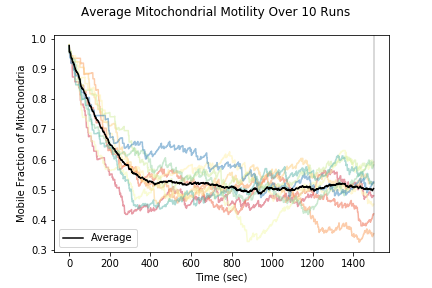 Average Mitochondrial Motility Over 10 Runs
Mobile Fraction of Mitochondria
1.0
0.9
0.8
0.7
0.6
0.5
0.4
0.3
Average
0 200 400 600 800 1000 1200 1400
Time (sec)